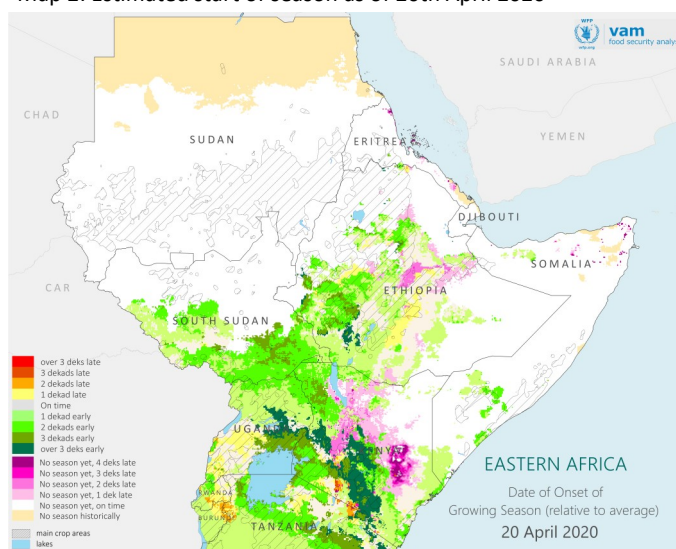 Map 2: Estimated start of season as of 20th April 2020
WFP
wfp.org
vam
food security analy
SAUDI ARABIA
CHAD
SUDAN
ERITREA
YEMEN
DJIBOUTI
SOMALIA
CAR
ETHIOPIA
SOUTH SUDAN
UGANDA
RWANDA
BURUNDI
TANZANIA
over 3 deks late
3 dekads late
2 dekads late
1 dekad late
On time
1 dekad early
2 dekads early
3 dekads early
over 3 deks early
No season yet, 4 deks late
No season yet, 3 deks late
No season yet, 2 deks late
No season yet, 1 dek late
No season yet, on time
No season historically
main crop areas
lakes
EASTERN AFRICA
Date of Onset of
Growing Season (relative to average)
20 April 2020